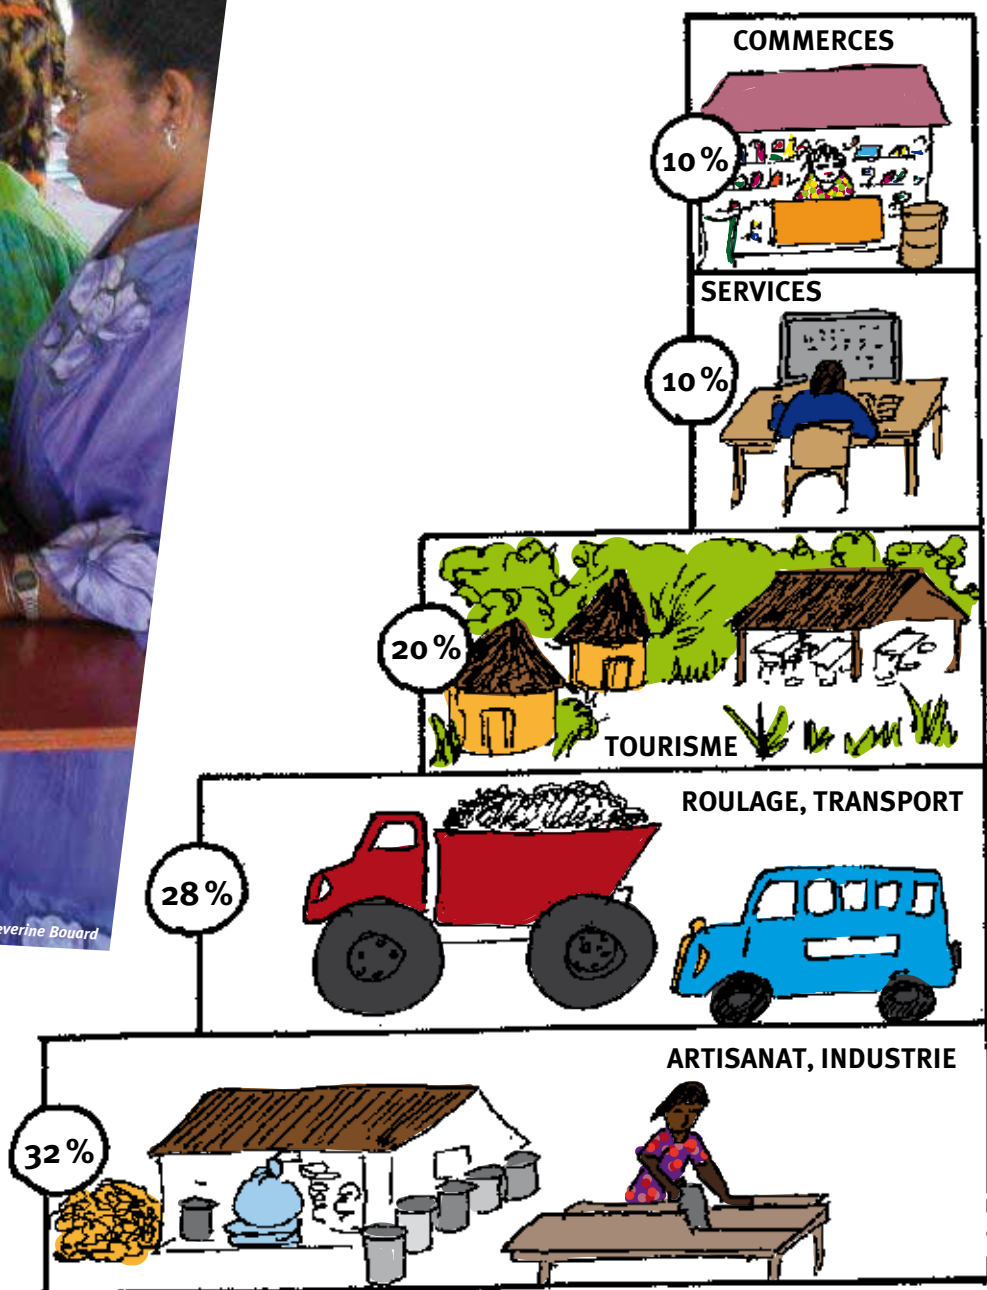 COMMERCES
10 %
SERVICES
10 %
20 %
TOURISME
ROULAGE, TRANSPORT
28 %
everine Bouard
ARTISANAT, INDUSTRIE
32 %